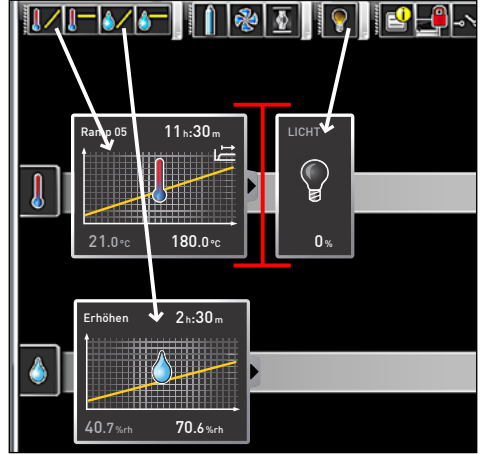 Ramp 05 11h:30m
21.0°C 180.0°C
LICHT
0%
Erhöhen 2h:30m
40.7%rh 70.6%rh